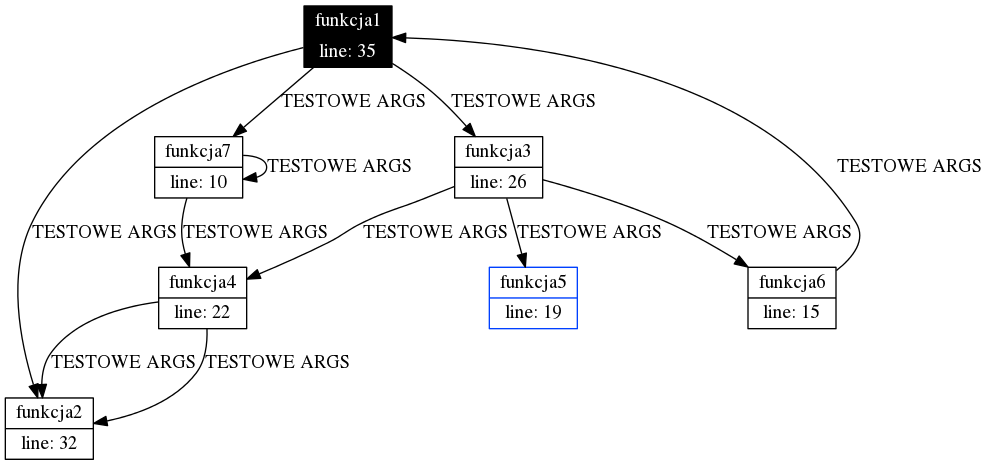 funkcja1
line: 35
TESTOWE ARGS
TESTOWE ARGS
funkcja7
line: 10
TESTOWE ARGS
funkcja3
line: 26
TESTOWE ARGS
TESTOWE ARGS
TESTOWE ARGS
TESTOWE ARGS
TESTOWE ARGS
TESTOWE ARGS
funkcja4
line: 22
funkcja5
line: 19
funkcja6
line: 15
TESTOWE ARGS
TESTOWE ARGS
funkcja2
line: 32